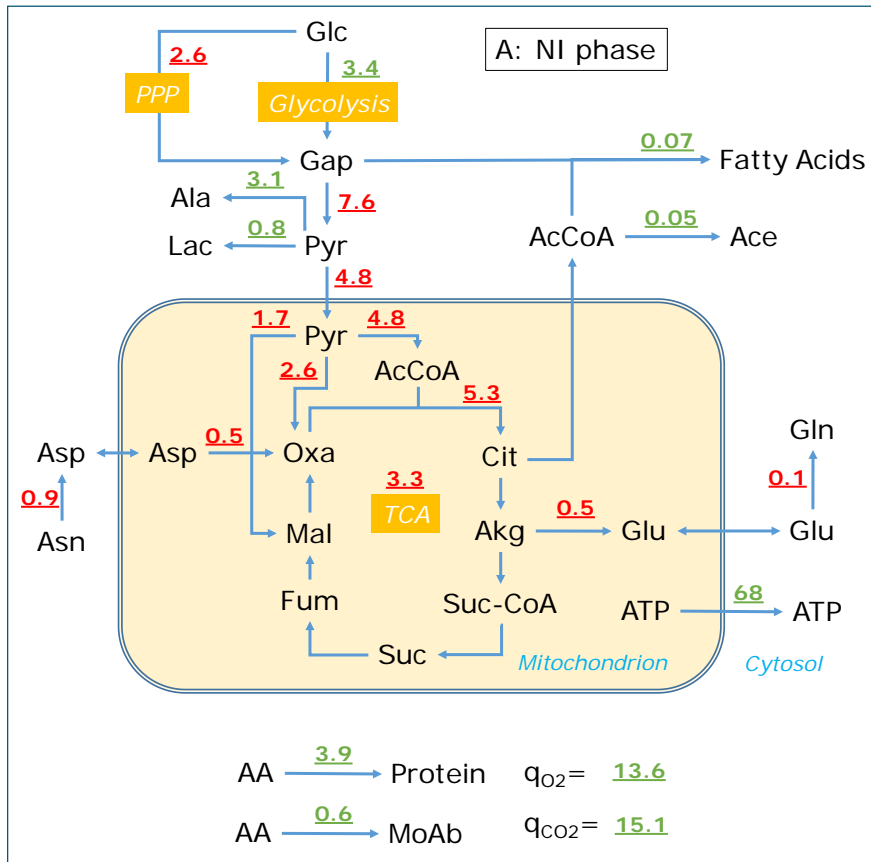 Glc
A: NI phase
2.6
3.4
PPP
Glycolysis
0.07
Gap
Fatty Acids
3.1
Ala
7.6
0.8
0.05
Lac
Pyr
AcCoA
Ace
4.8
1.7
4.8
Pyr
2.6
AcCoA
5.3
Gln
0.5
Asp
Asp
Oxa
Cit
3.3
0.1
0.9
TCA
0.5
Asn
Mal
Akg
Glu
Glu
Fum
Suc-CoA
68
ATP
ATP
Suc
Mitochondrion
Cytosol
3.9
AA
Protein
qO2=
13.6
0.6
AA
MoAb
qCO2=
15.1